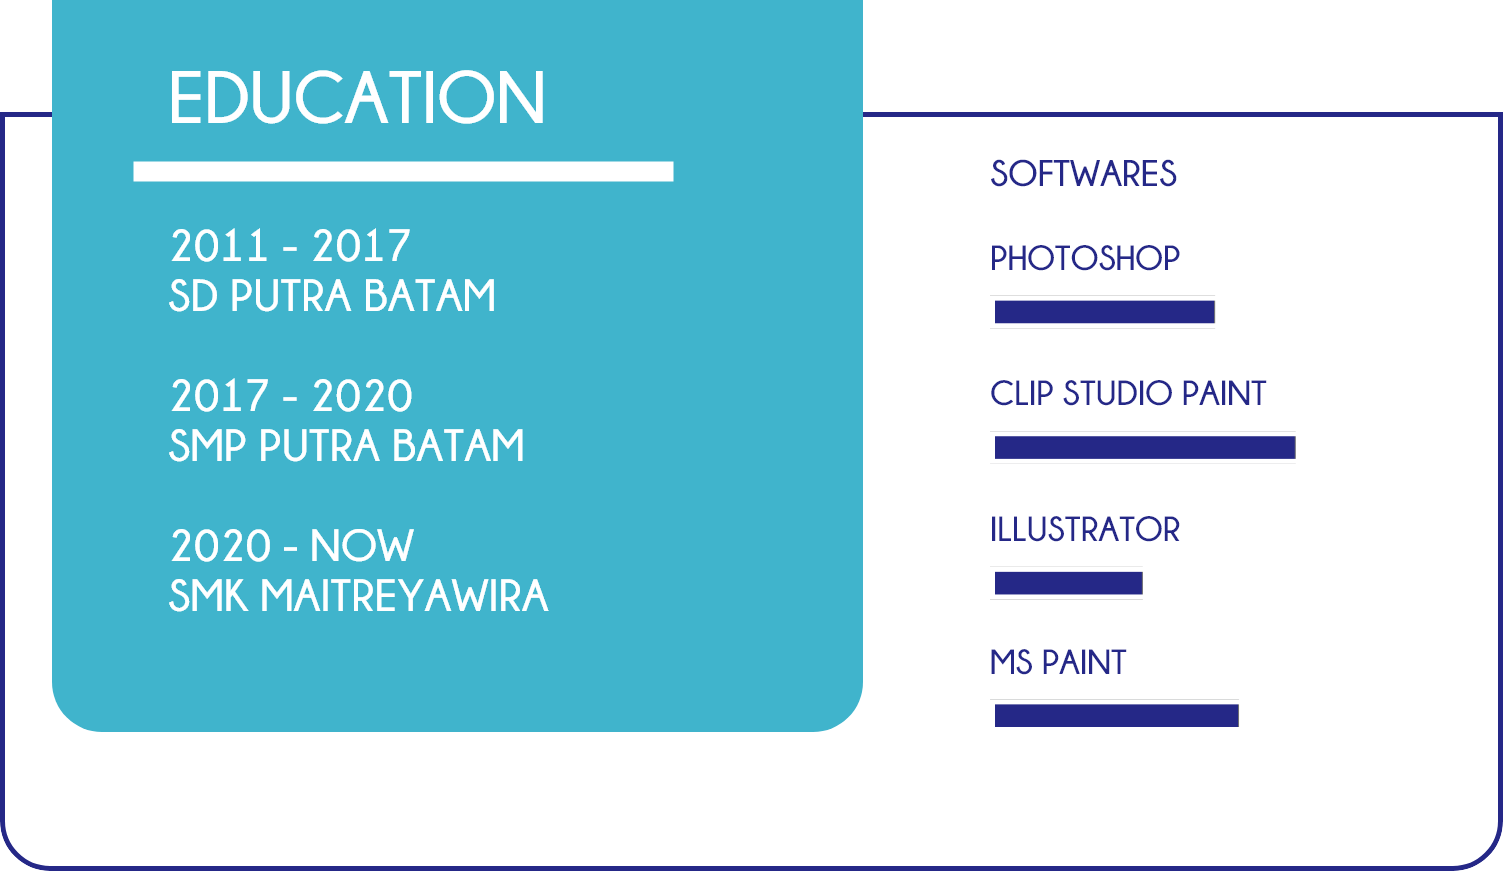 EDUCATION
2011 - 2017
SD PUTRA BATAM
2017 - 2020
SMP PUTRA BATAM
2020 - NOW
SMK MAITREYAWIRA
SOFTWARES
PHOTOSHOP
CLIP STUDIO PAINT
ILLUSTRATOR
MS PAINT